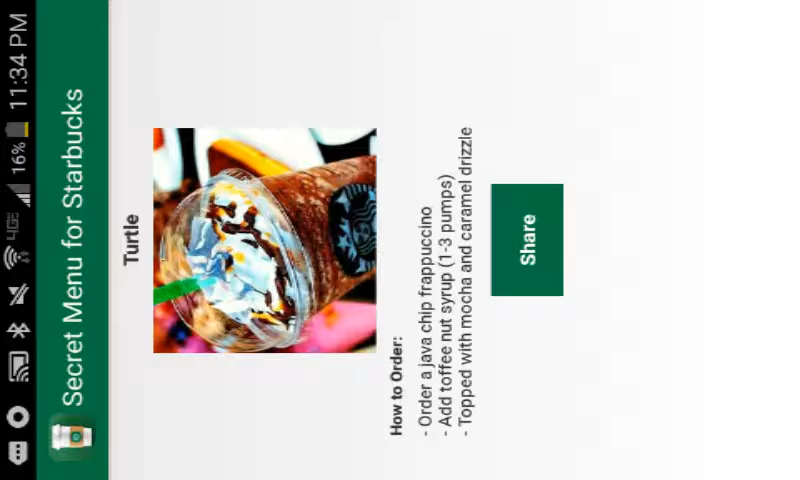 4G 16% 11:34 PM
Secret Menu for Starbucks
Turtle
How to Order:
- Order a java chip frappuccino
- Add toffee nut syrup (1-3 pumps)
- Topped with mocha and caramel drizzle
Share